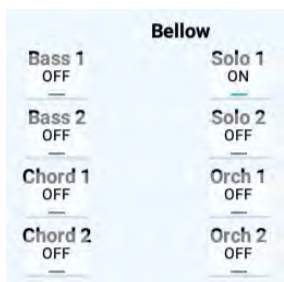 Bellow
Bass 1 Solo 1
OFF ON
Bass 2 Solo 2
OFF OFF
Chord 1 Orch 1
OFF OFF
Chord 2 Orch 2
OFF OFF